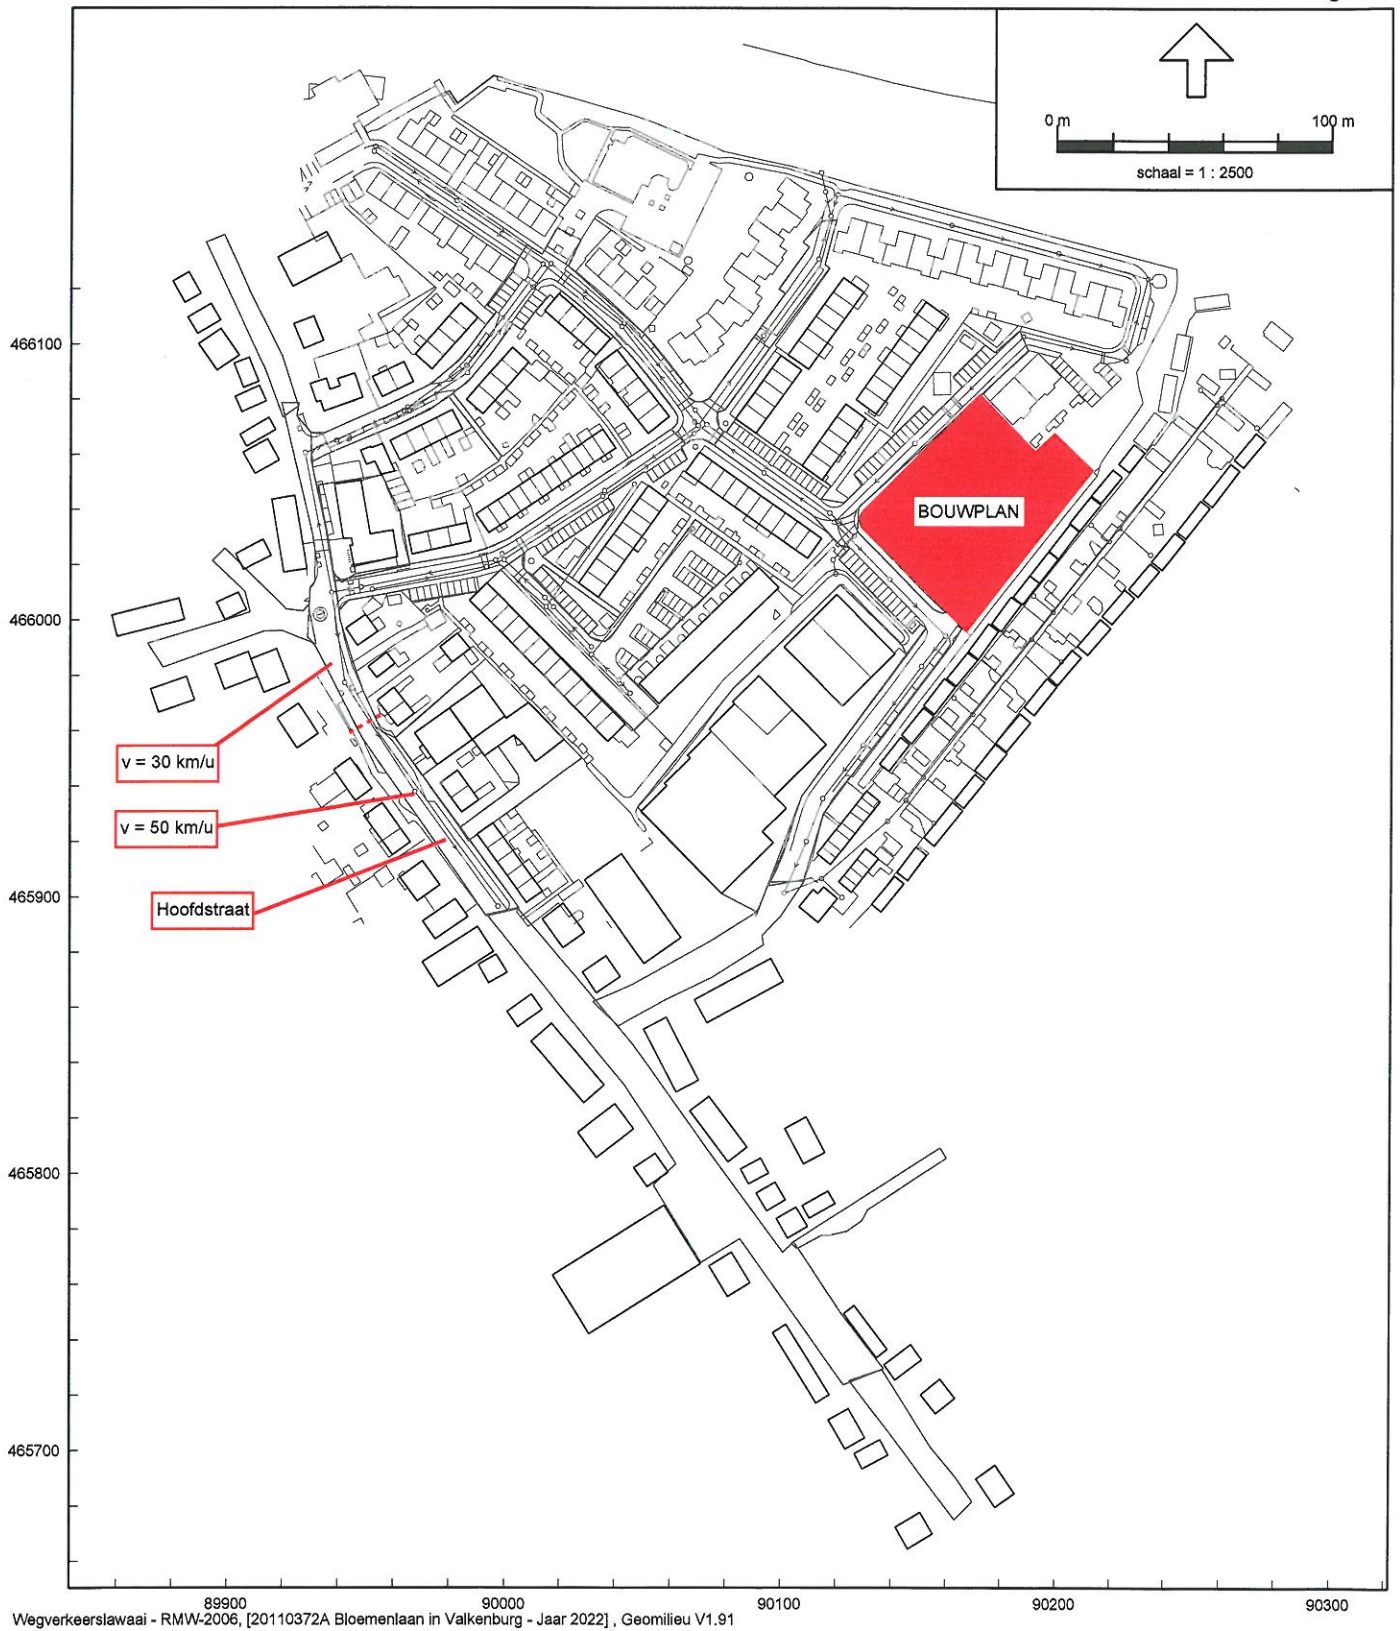 0 m 100 m
schaal = 1 : 2500
466100
BOUWPLAN
466000
v = 30 km/u
v = 50 km/u
465900
Hoofdstraat
465800
465700
89900 90000 90100 90200 90300
Wegverkeerslawaai - RMW-2006, [20110372A Bloemenlaan in Valkenburg - Jaar 2022] , Geomilieu V1.91